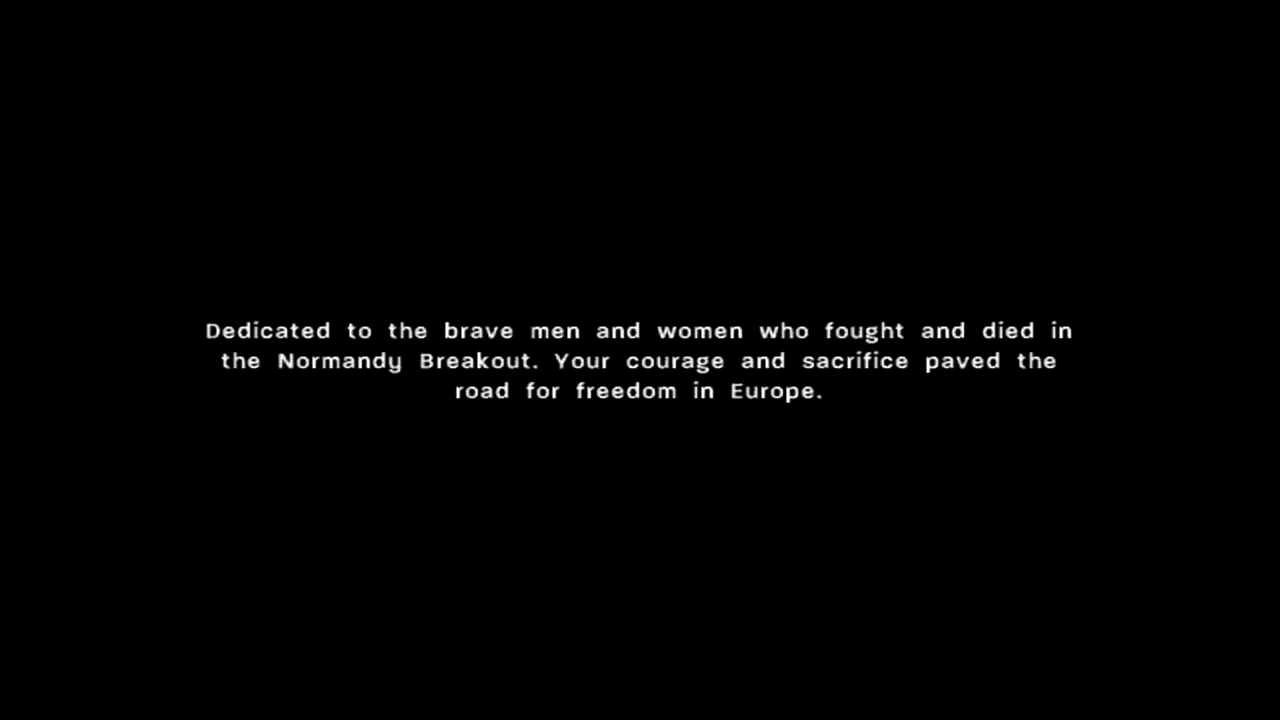 Dedicated to the brave men and women who fought and died in
the Normandy Breakout. Your courage and sacrifice paved the
road for freedom in Europe.